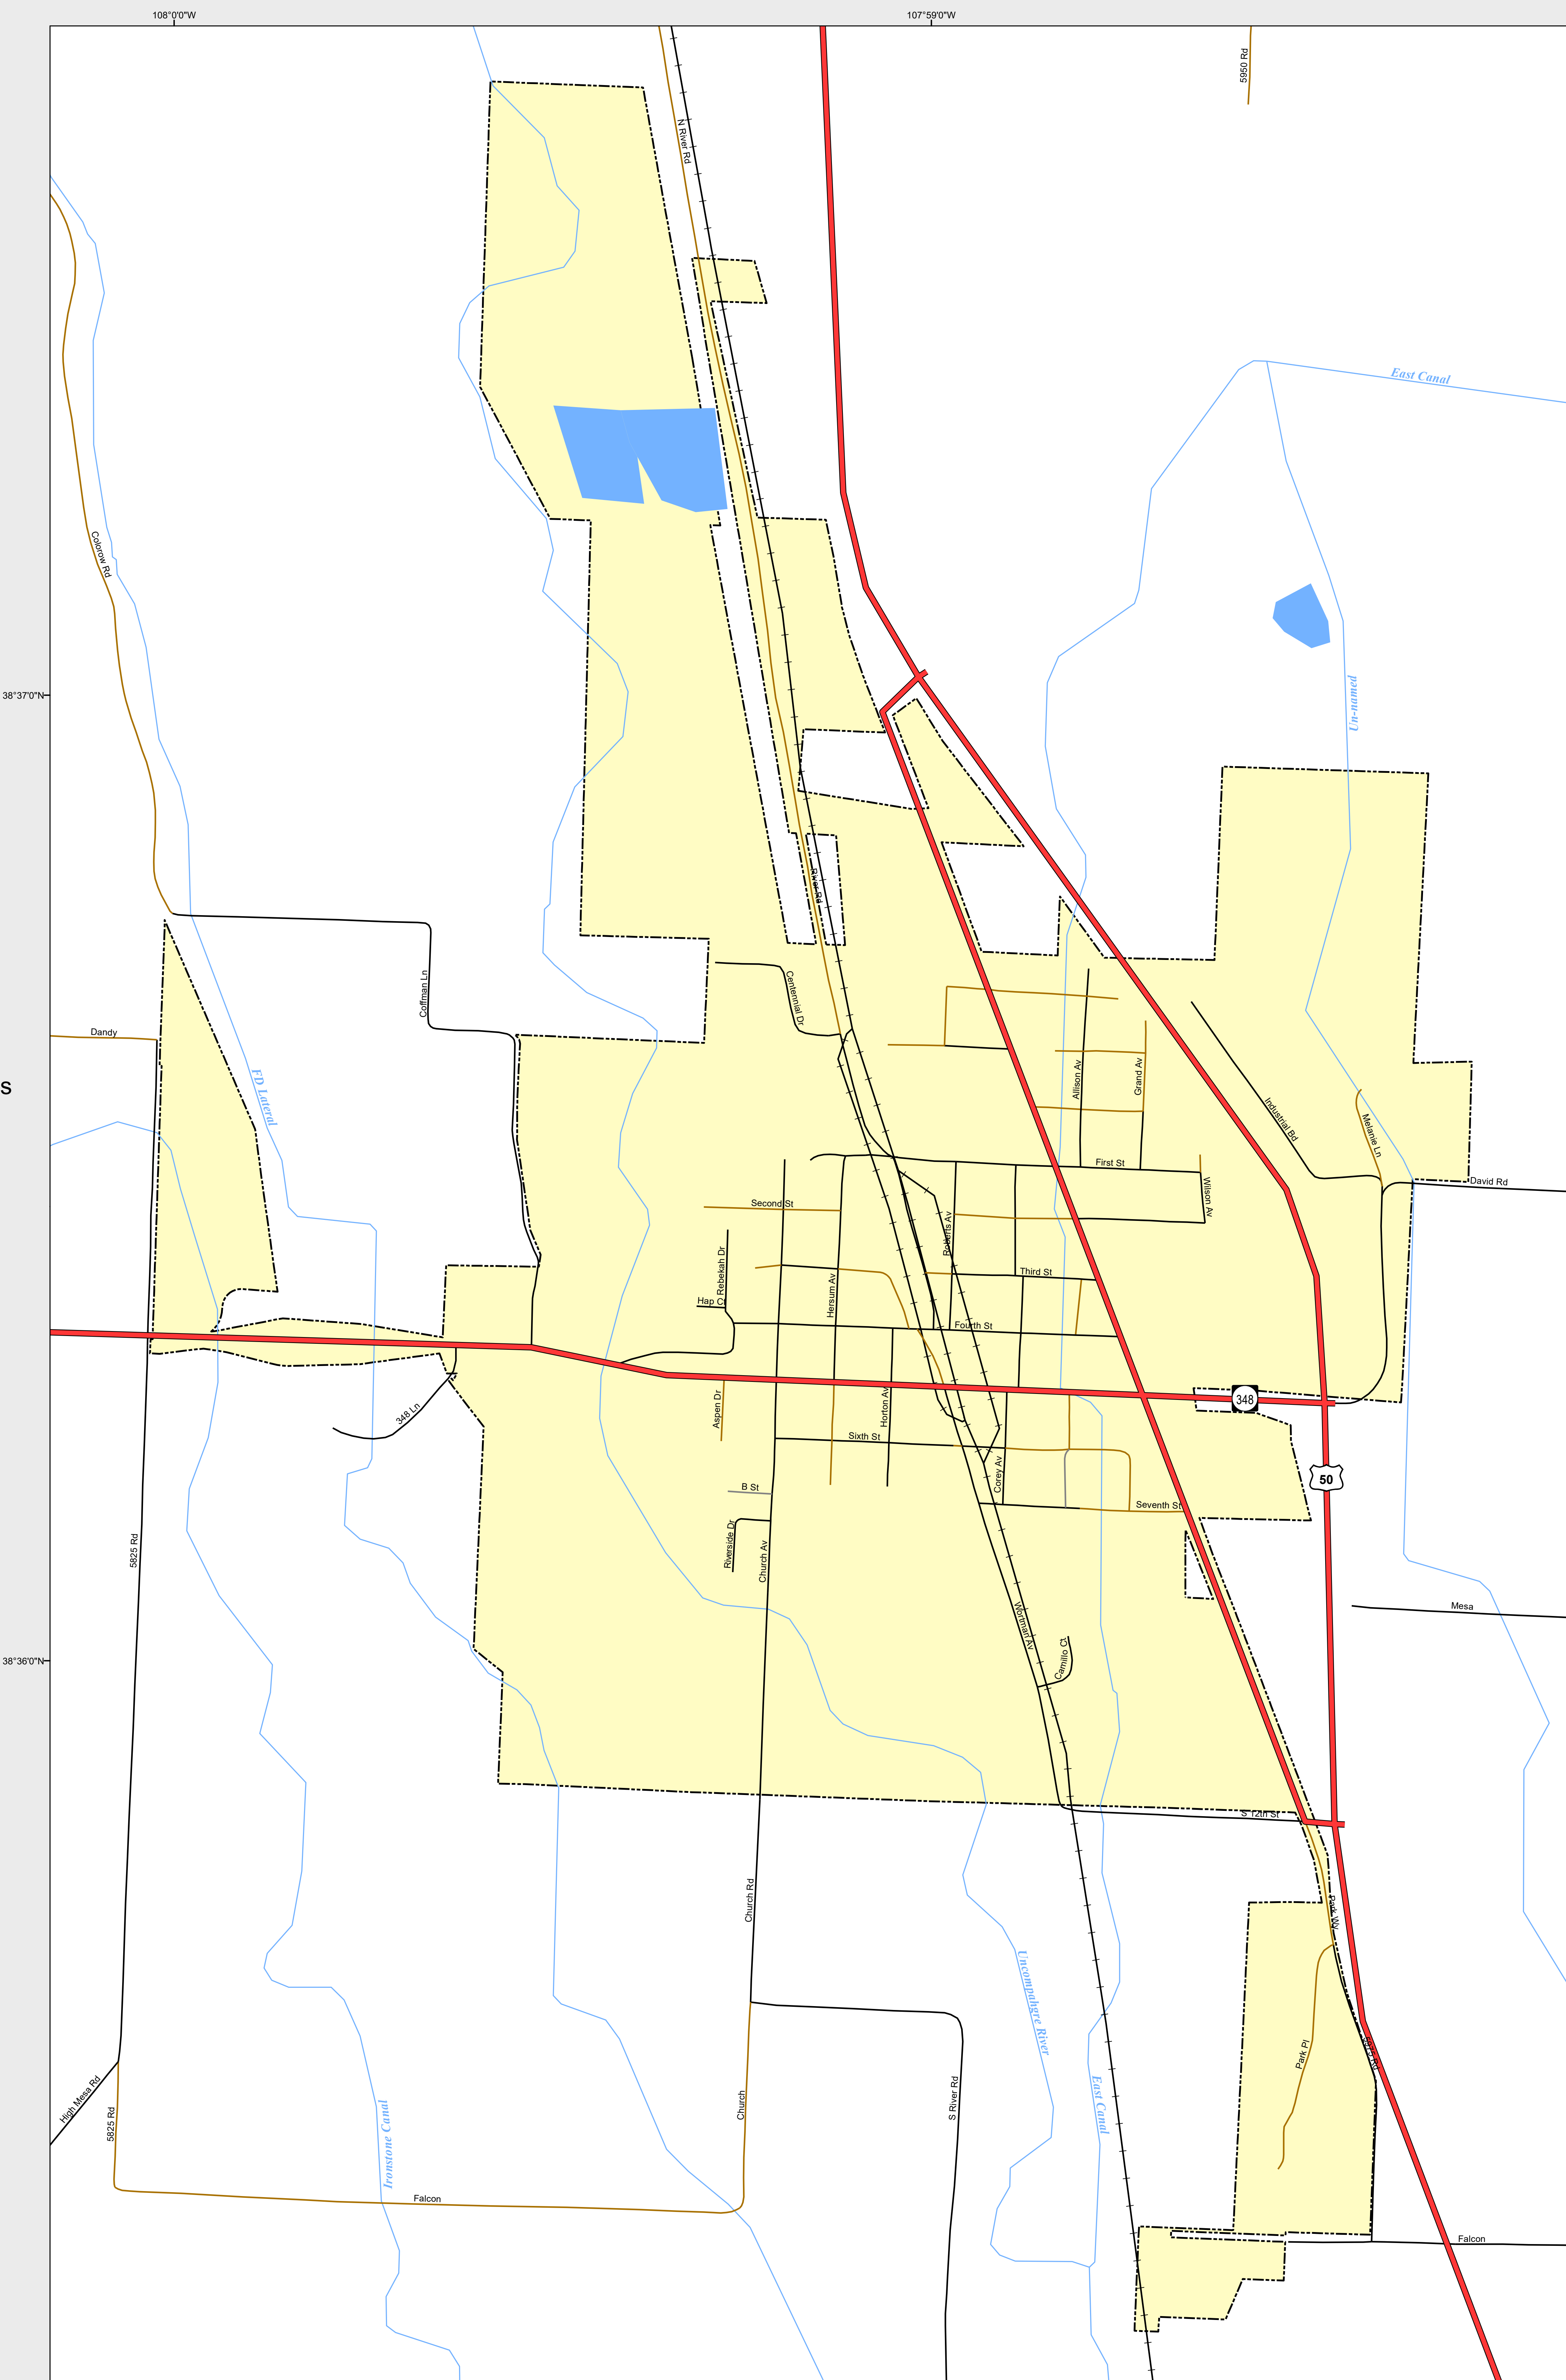 108°0'0"W
107°59'0"W
5950 Rd
N River Rd
East Canal
Colorow Rd
38°37'0"N
Un-named
River Rd
Coffman Ln
Centennial Dr
Dandy
S
FD Lateral
Allison Av
Grand Av
Industrial Bd
Melanie Ln
First St
David Rd
Wilson Av
Second St
Roberts Av
Rebekah Dr
Third St
Hersum Av
Hap Ct
Fourth St
348
Aspen Dr
Horton Av
348 Ln
Sixth St
Corey Av
50
B St
Seventh St
5825 Rd
Riverside Dr
Church Av
Mesa
Wortman Av
Camillo Ct
38°36'0"N
S 12th St
Church Rd
Park Wy
Uncompahgre River
Park Pl
5975 Rd
High Mesa Rd
5825 Rd
Ironstone Canal
Church
S River Rd
East Canal
Falcon
Falcon